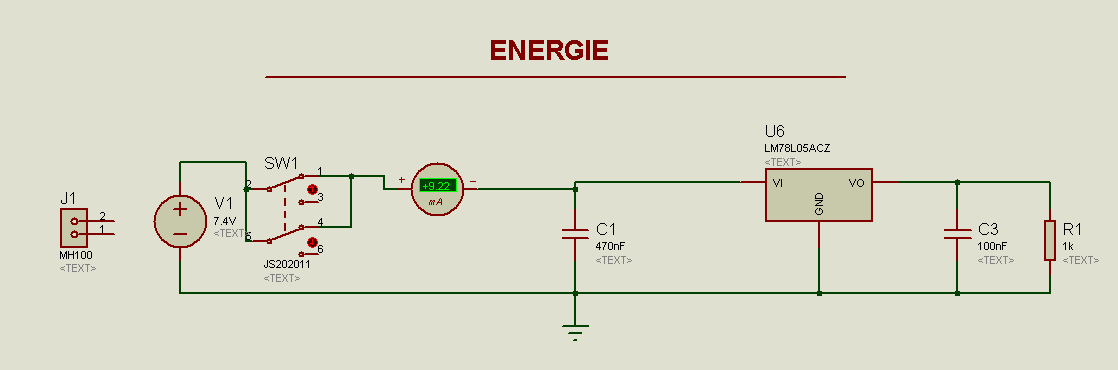 ENERGIE
J1
2
1
MH100
<TEXT>
V1
7.4V
<TEXT>
SW1
2
1
3
4
5
6
JS202011
<TEXT>
+
+9.22
mA
−
C1
470nF
<TEXT>
U6
LM78L05ACZ
<TEXT>
VI
VO
GND
C3
100nF
<TEXT>
R1
1k
<TEXT>